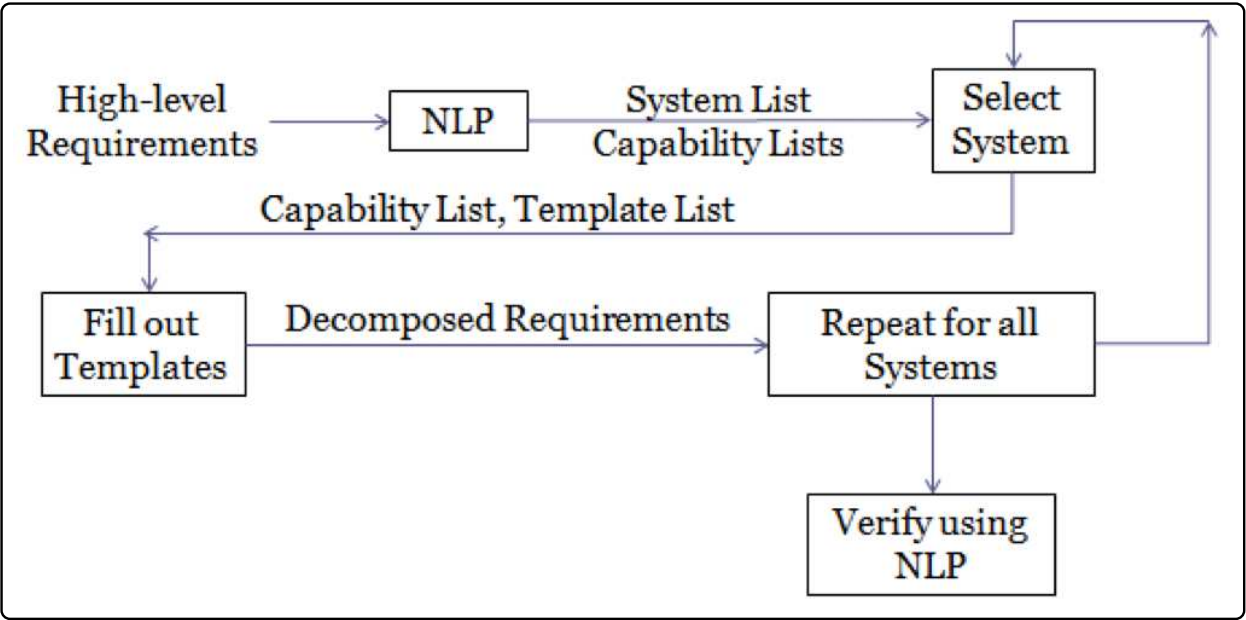 High-level
Requirements
NLP
System List
Capability Lists
Select
System
Capability List, Template List
Fill out
Templates
Decomposed Requirements
Repeat for all
Systems
Verify using
NLP